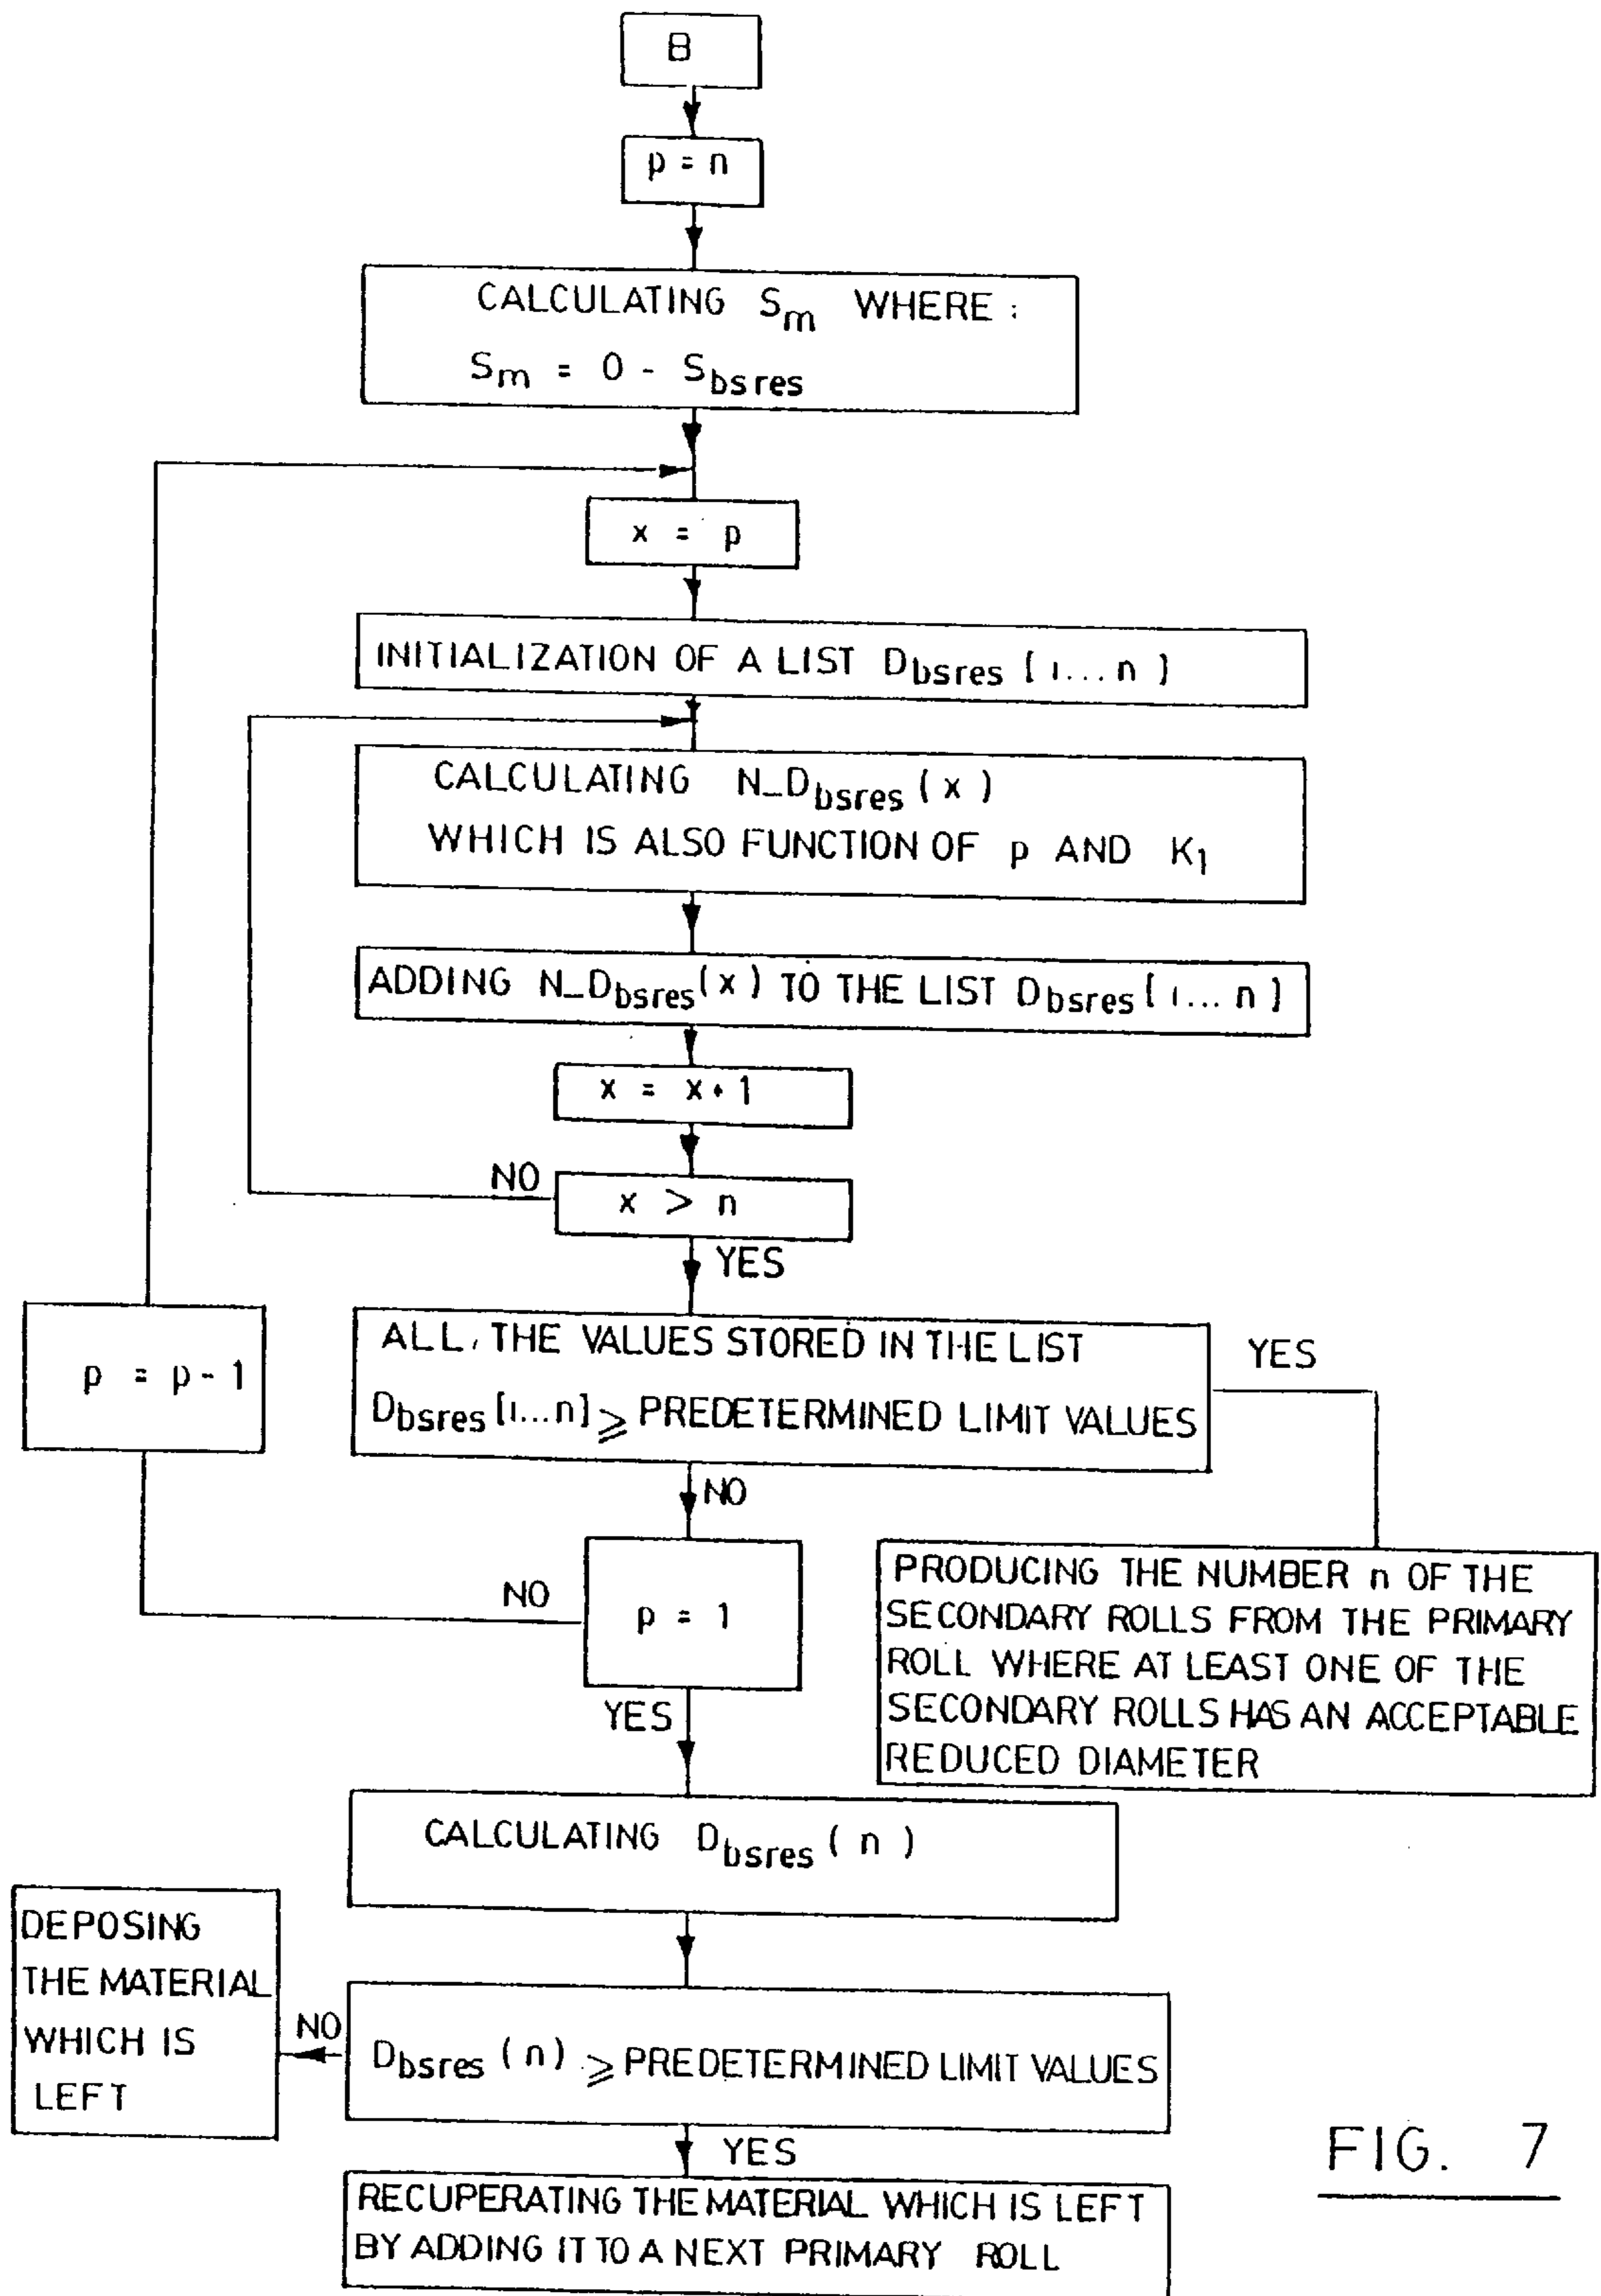 B
p = n
CALCULATING Sm WHERE :
Sm = 0 - Sbsres
x = p
INITIALIZATION OF A LIST Dbsres [ 1... n ]
CALCULATING N_Dbsres ( x )
WHICH IS ALSO FUNCTION OF p AND K1
ADDING N_Dbsres(x) TO THE LIST Dbsres [ 1... n ]
x = x+1
NO
x > n
YES
p = p-1
ALL THE VALUES STORED IN THE LIST
Dbsres [1...n] ⩾ PREDETERMINED LIMIT VALUES
YES
NO
NO
p = 1
PRODUCING THE NUMBER n OF THE
SECONDARY ROLLS FROM THE PRIMARY
ROLL WHERE AT LEAST ONE OF THE
SECONDARY ROLLS HAS AN ACCEPTABLE
REDUCED DIAMETER
YES
CALCULATING Dbsres ( n )
DEPOSING
THE MATERIAL
WHICH IS
LEFT
NO
Dbsres ( n ) ⩾ PREDETERMINED LIMIT VALUES
YES
RECUPERATING THE MATERIAL WHICH IS LEFT
BY ADDING IT TO A NEXT PRIMARY ROLL
FIG. 7